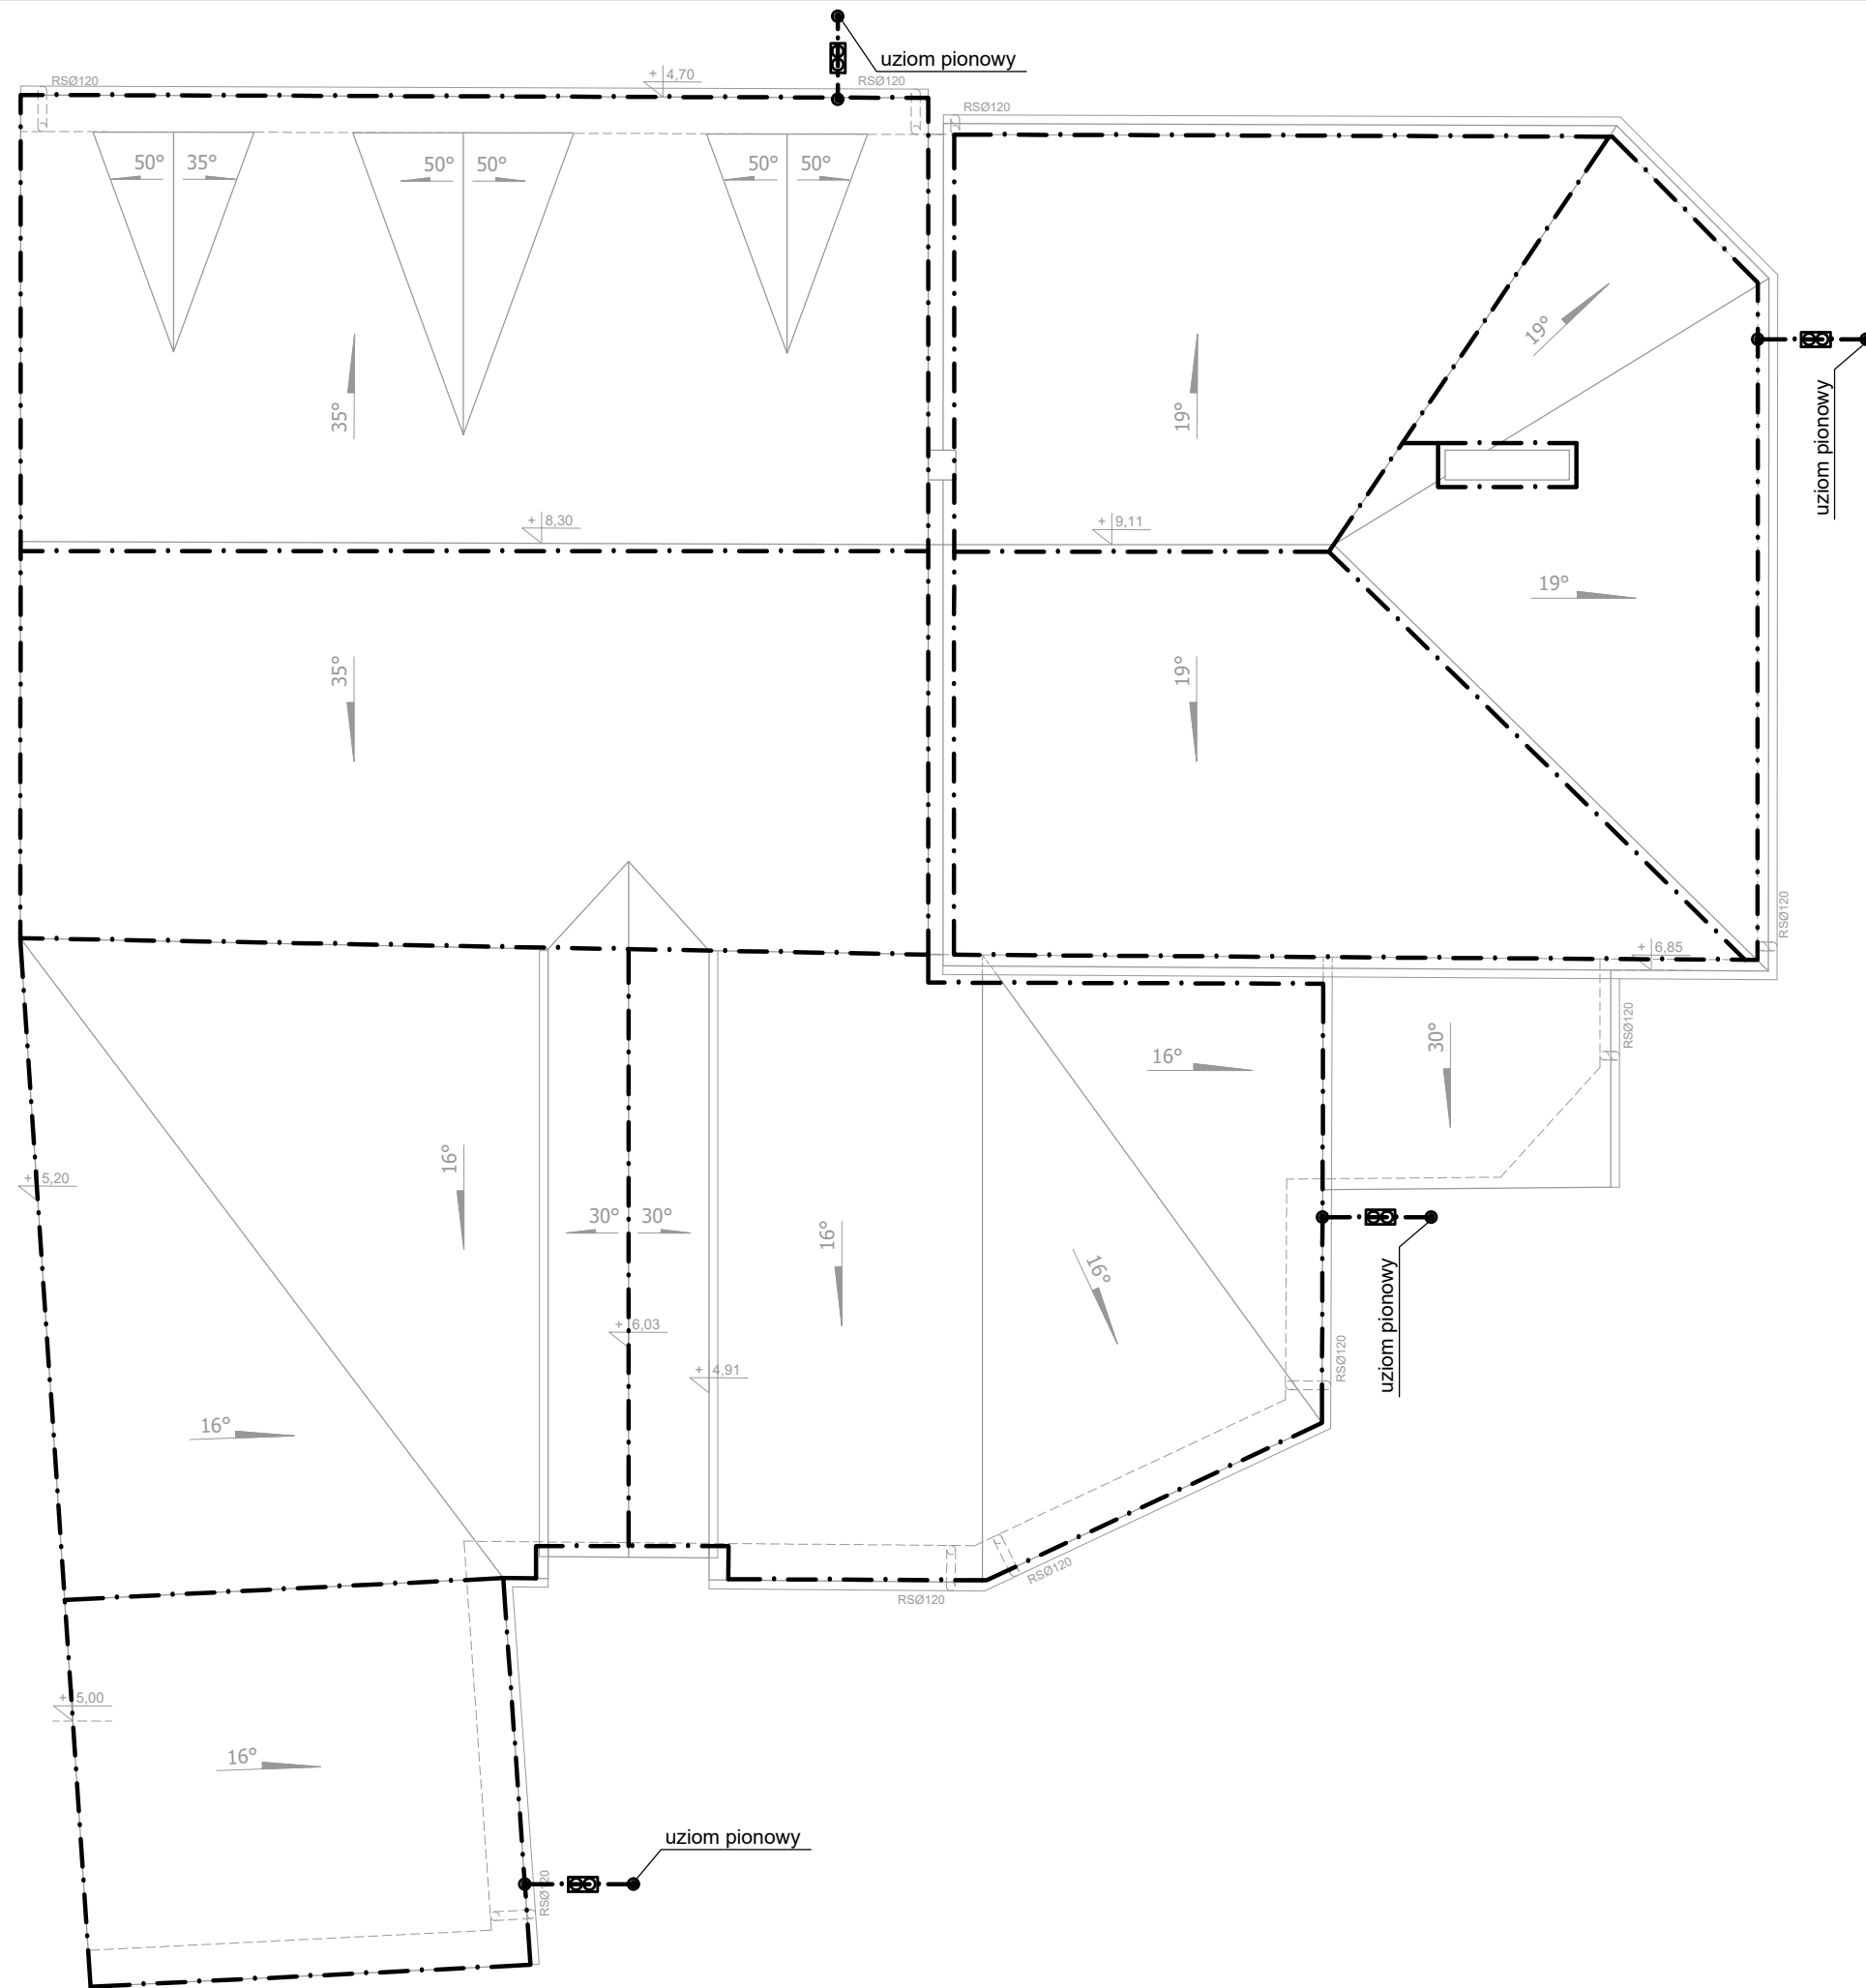 uziom pionowy
RSØ120
+ 4,70
RSØ120
RSØ120
50° 35°
50° 50°
50° 50°
19°
35°
19°
uziom pionowy
+ 8,30
+ 9,11
19°
35°
19°
RSØ120
+ 6,85
RSØ120
30°
16°
16°
+ 5,20
30° 30°
16°
16°
uziom pionowy
+ 6,03
RSØ120
+ 4,91
16°
RSØ120
RSØ120
+ 5,00
16°
uziom pionowy
RSØ120